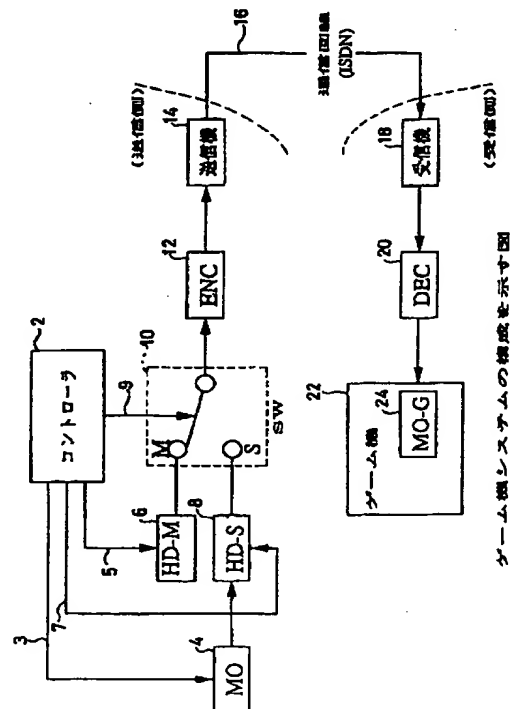 2
コントローラ
3
7
5
9
4
MO
6
HD-M
8
HD-S
10
M
S
SW
12
ENC
14
送信機
(送信側)
16
通信回線
(ISDN)
18
受信機
(受信側)
20
DEC
22
ゲーム機
24
MO-G
ゲーム機システムの構成を示す図